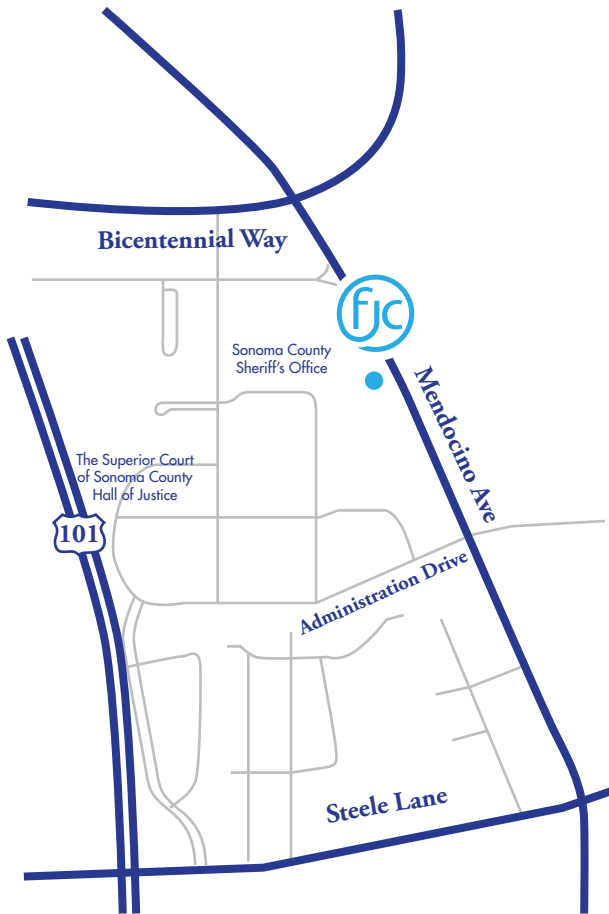 Bicentennial Way
fjc
Sonoma County
Sheriff's Office
Mendocino Ave
The Superior Court
of Sonoma County
Hall of Justice
101
Administration Drive
Steele Lane